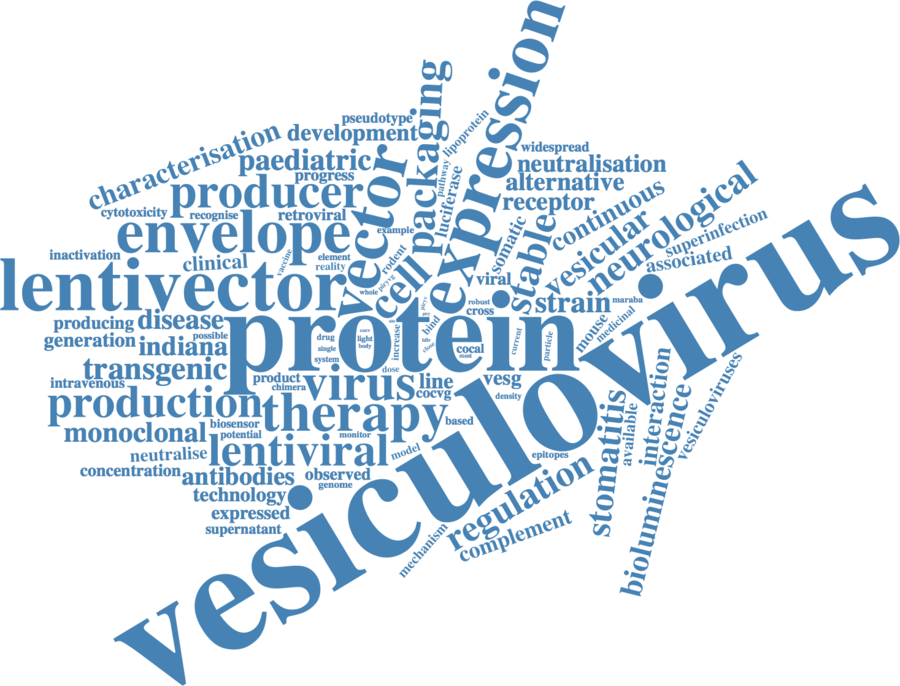 expression
packaging
pseudotype
development
lipoprotein
characterisation
vector
pathway
widespread
paediatric
neutralisation
progress
luciferase
alternative
producer
receptor
cytotoxicity
recognise
retroviral
continuous
envelope
example
somatic
stable
vesicular
neurological
superinfection
inactivation
clinical
vaccine
element
reality
rodent
cell
associated
lentivector
whole
viral
robust
cross
strain
maraba
vesiculovirus
producing
disease
protein
generation
possible
indiana
drug
single
system
light
body
increase
bind
cocal
most
current
particle
mouse
medicinal
transgenic
dose
intravenous
product
chimera
virus
line
cocvg
vesg
density
production
therapy
based
monoclonal
biosensor
potential
monitor
neutralise
lentiviral
model
epitopes
concentration
antibodies
observed
genome
technology
expressed
supernatant
mechanism
regulation
complement
stomatitis
available
interaction
bioluminescence
vesiculoviruses